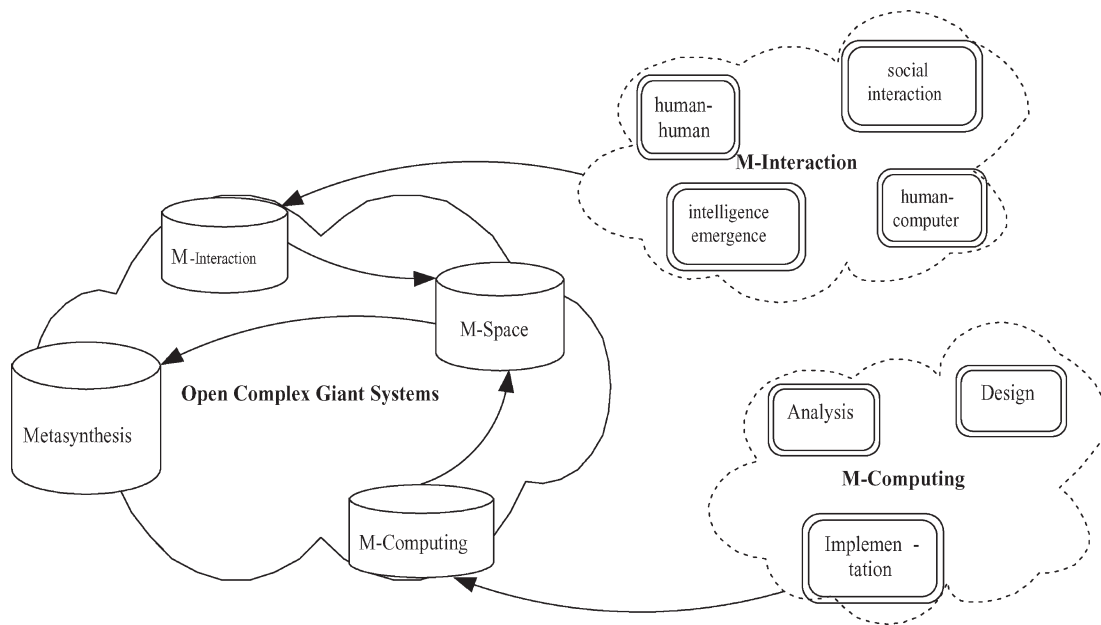 social
interaction
human-
human
M-Interaction
human-
computer
intelligence
emergence
M-Interaction
M-Space
Open Complex Giant Systems
Metasynthesis
M-Computing
Analysis
Design
M-Computing
Implemen -
tation